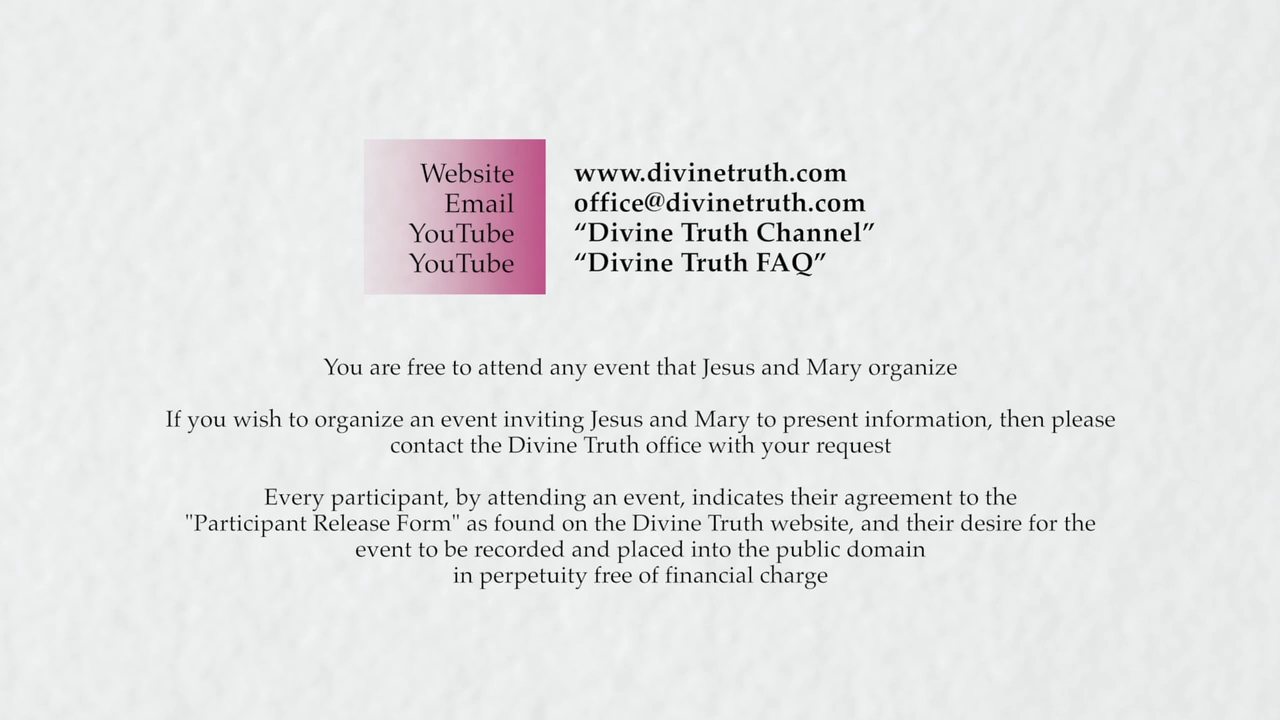 Website www.divinetruth.com
Email office@divinetruth.com
YouTube “Divine Truth Channel”
YouTube “Divine Truth FAQ”
You are free to attend any event that Jesus and Mary organize
If you wish to organize an event inviting Jesus and Mary to present information, then please
contact the Divine Truth office with your request
Every participant, by attending an event, indicates their agreement to the
"Participant Release Form" as found on the Divine Truth website, and their desire for the
event to be recorded and placed into the public domain
in perpetuity free of financial charge